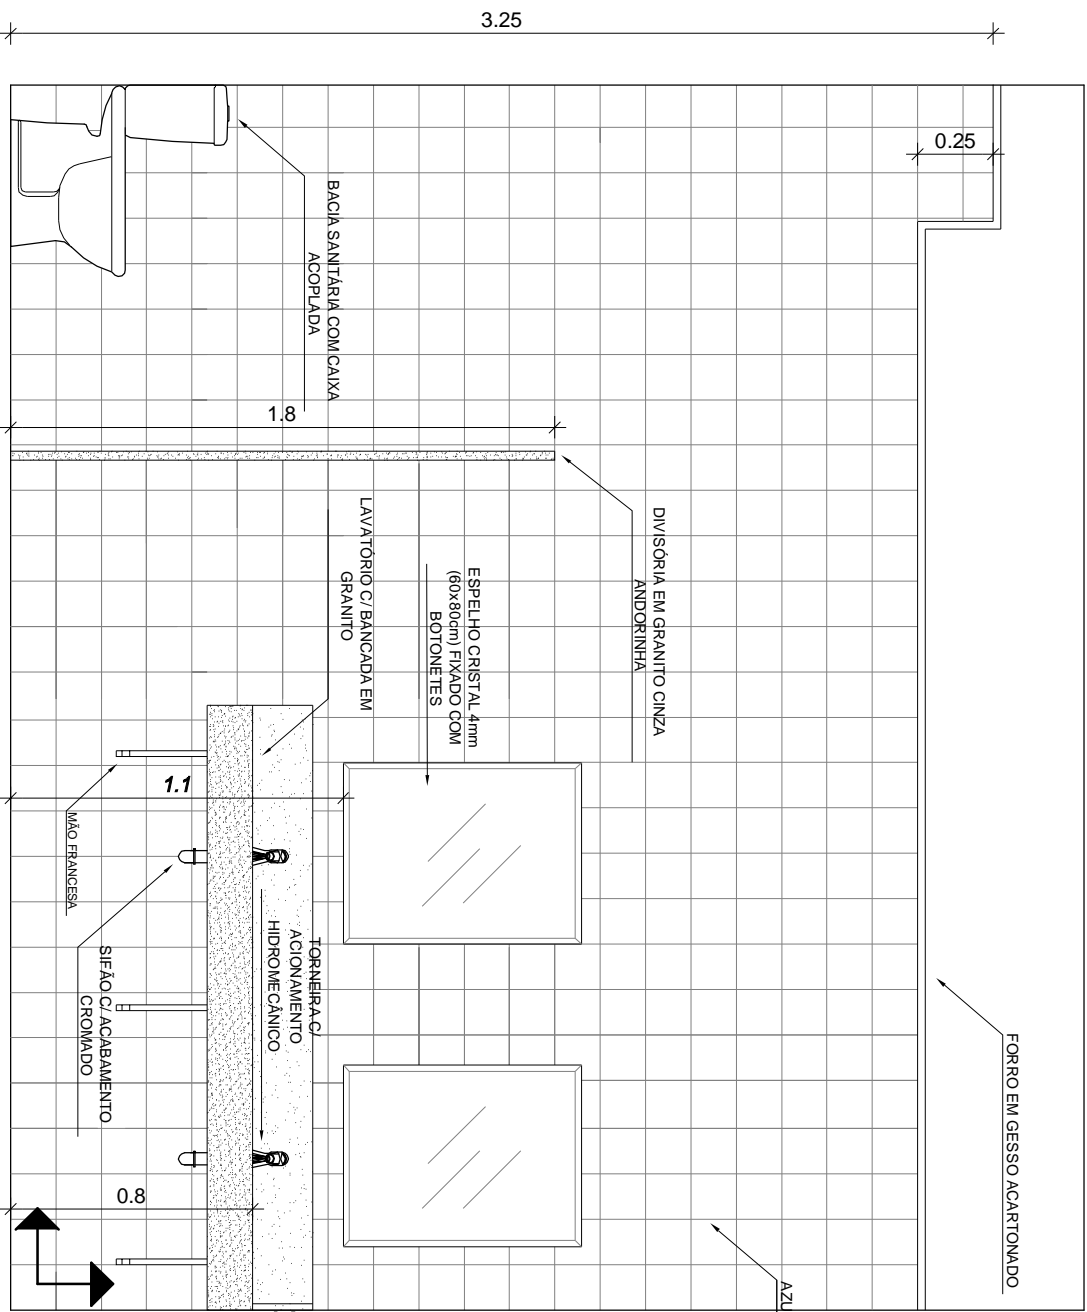 3.25
0.25
BACIA SANITÁRIA COM CAIXA
ACOPLADA
1.8
DIVISÓRIA EM GRANITO CINZA
ANDORINHA
ESPELHO CRISTAL 4mm
(60x80cm) FIXADO COM
BOTONETES
LAVATÓRIO C/ BANCADA EM
GRANITO
1.1
MÃO FRANCESA
SIFÃO C/ ACABAMENTO
CROMADO
TORNEIRA C/
ACIONAMENTO
HIDROMECÂNICO
0.8
FORRO EM GESSO ACARTONADO
AZU